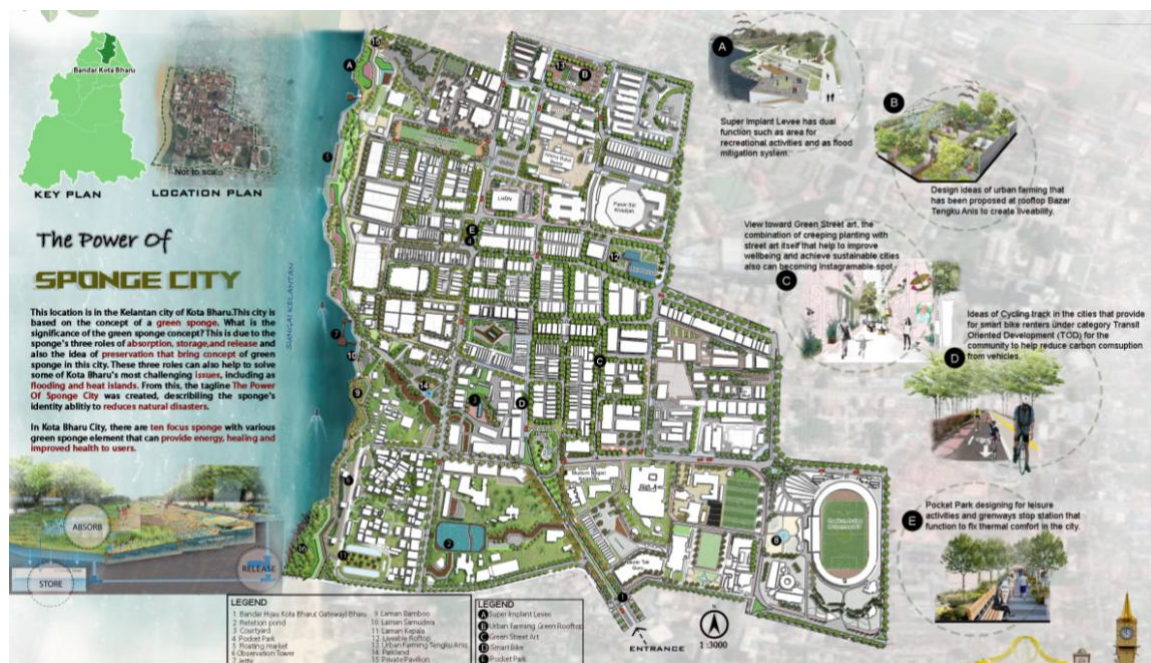 Bandar Kota Bharu
Not to scale
KEY PLAN
LOCATION PLAN
The Power Of
SPONGE CITY
This location is in the Kelantan city of Kota Bharu.This city is
based on the concept of a green sponge. What is the
significance of the green sponge concept? This is due to the
sponge's three roles of absorption, storage,and release and
also the idea of preservation that bring concept of green
sponge in this city. These three roles can also help to solve
some of Kota Bharu's most challenging issues, including as
flooding and heat islands. From this, the tagline The Power
Of Sponge City was created, describiling the sponge's
identity ablitiy to reduces natural disasters.
In Kota Bharu City, there are ten focus sponge with various
green sponge element that can provide energy, healing and
improved health to users.
ABSORB
STORE
RELEASE
SUNGAI KELANTAN
A
Super Implant Levee has dual
function such as area for
recreational activities and as flood
mitigation system.
B
Design ideas of urban farming that
has been proposed at rooftop Bazar
Tengku Anis to create liveability.
View toward Green Street art, the
combination of creeping planting with
street art itself that help to improve
wellbeing and achieve sustainable cities
also can becoming instagramable spot
C
Ideas of Cycling track in the cities that provide
for smart bike renters under category Transit
Oriented Development (TOD) for the
community to help reduce carbon comsuption
from vehicles.
D
Pocket Park designing for leisure
activities and grenways stop station that
function to fix thermal comfort in the city.
E
LEGEND
2 Retetion pond
3 Courtyard
4 Pocket Park
5 Floating market
6 Observation Tower
7 Jetty
9 Laman Bamboo
10 Laman Samudera
11 Laman Kepala
13 Urban Farming Tengku Anis
14 Parkland
15 Private Pavilion
LEGEND
A Super Implant Levee
B Urban Farming Green Rooftop
C Green Street Art
D Smart Bike
E Pocket Park
1:3000
ENTRANCE